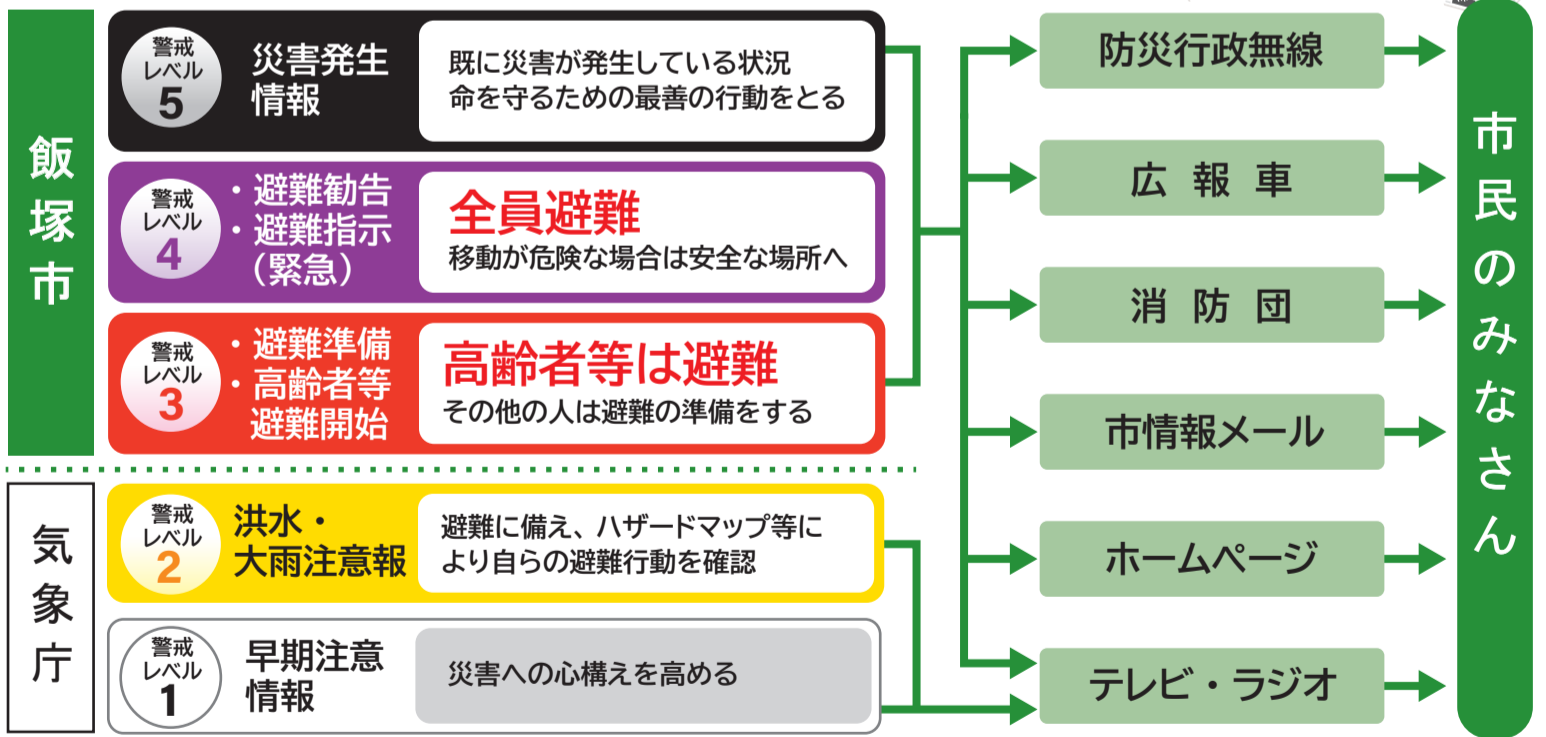 飯塚市
警戒
レベル
5
災害発生
情報
既に災害が発生している状況
命を守るための最善の行動をとる
警戒
レベル
4
・避難勧告
・避難指示
（緊急）
全員避難
移動が危険な場合は安全な場所へ
警戒
レベル
3
・避難準備
・高齢者等
避難開始
高齢者等は避難
その他の人は避難の準備をする
気象庁
警戒
レベル
2
洪水・
大雨注意報
避難に備え、ハザードマップ等に
より自らの避難行動を確認
警戒
レベル
1
早期注意
情報
災害への心構えを高める
防災行政無線
広報車
消防団
市情報メール
ホームページ
テレビ・ラジオ
市民のみなさん